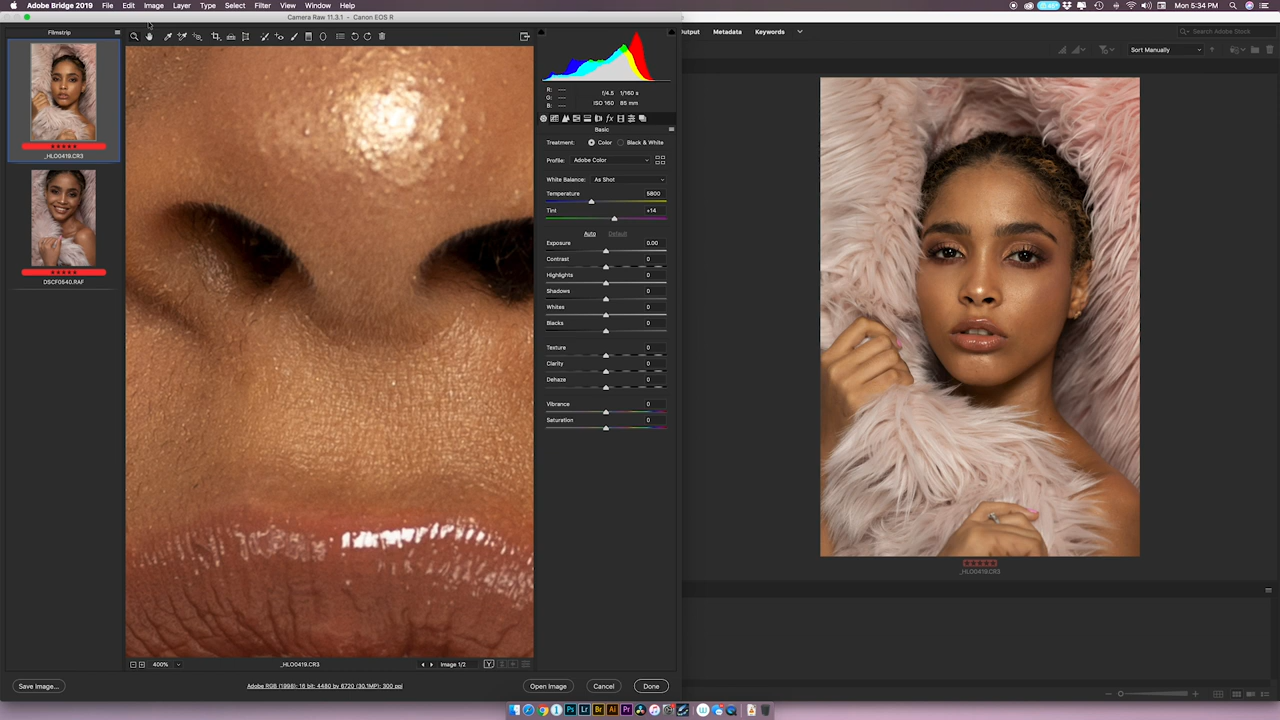 Adobe Bridge 2019 File Edit Image Layer Type Select Filter View Window Help
Mon 5:34 PM
Camera Raw 11.3.1 - Canon EOS R
Filmstrip
_HLO0419.CR3
DSCF0540.RAF
R: ---
G: ---
B: ---
f/4.5 1/160 s
ISO 160 85 mm
Basic
Treatment: Color Black & White
Profile: Adobe Color
White Balance: As Shot
Temperature 5800
Tint +14
Auto Default
Exposure 0.00
Contrast 0
Highlights 0
Shadows 0
Whites 0
Blacks 0
Texture 0
Clarity 0
Dehaze 0
Vibrance 0
Saturation 0
400%
_HLO0419.CR3
Image 1/2
Save Image...
Adobe RGB (1998); 16 bit; 4480 by 6720 (30.1MP); 300 ppi
Open Image
Cancel
Done
Output Metadata Keywords
Search Adobe Stock
Sort Manually
_HLO0419.CR3